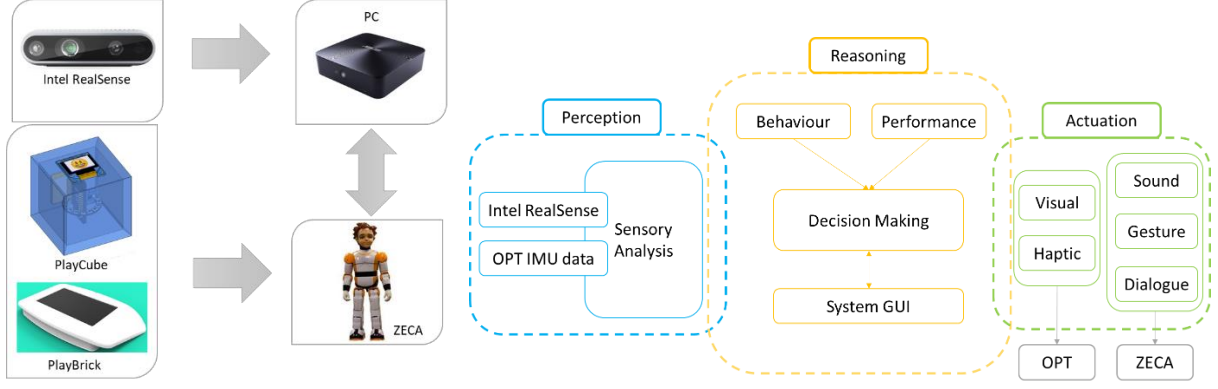 Intel RealSense
PC
PlayCube
PlayBrick
ZECA
Perception
Intel RealSense
OPT IMU data
Sensory
Analysis
Reasoning
Behaviour
Performance
Decision Making
System GUI
Actuation
Visual
Haptic
Sound
Gesture
Dialogue
OPT
ZECA